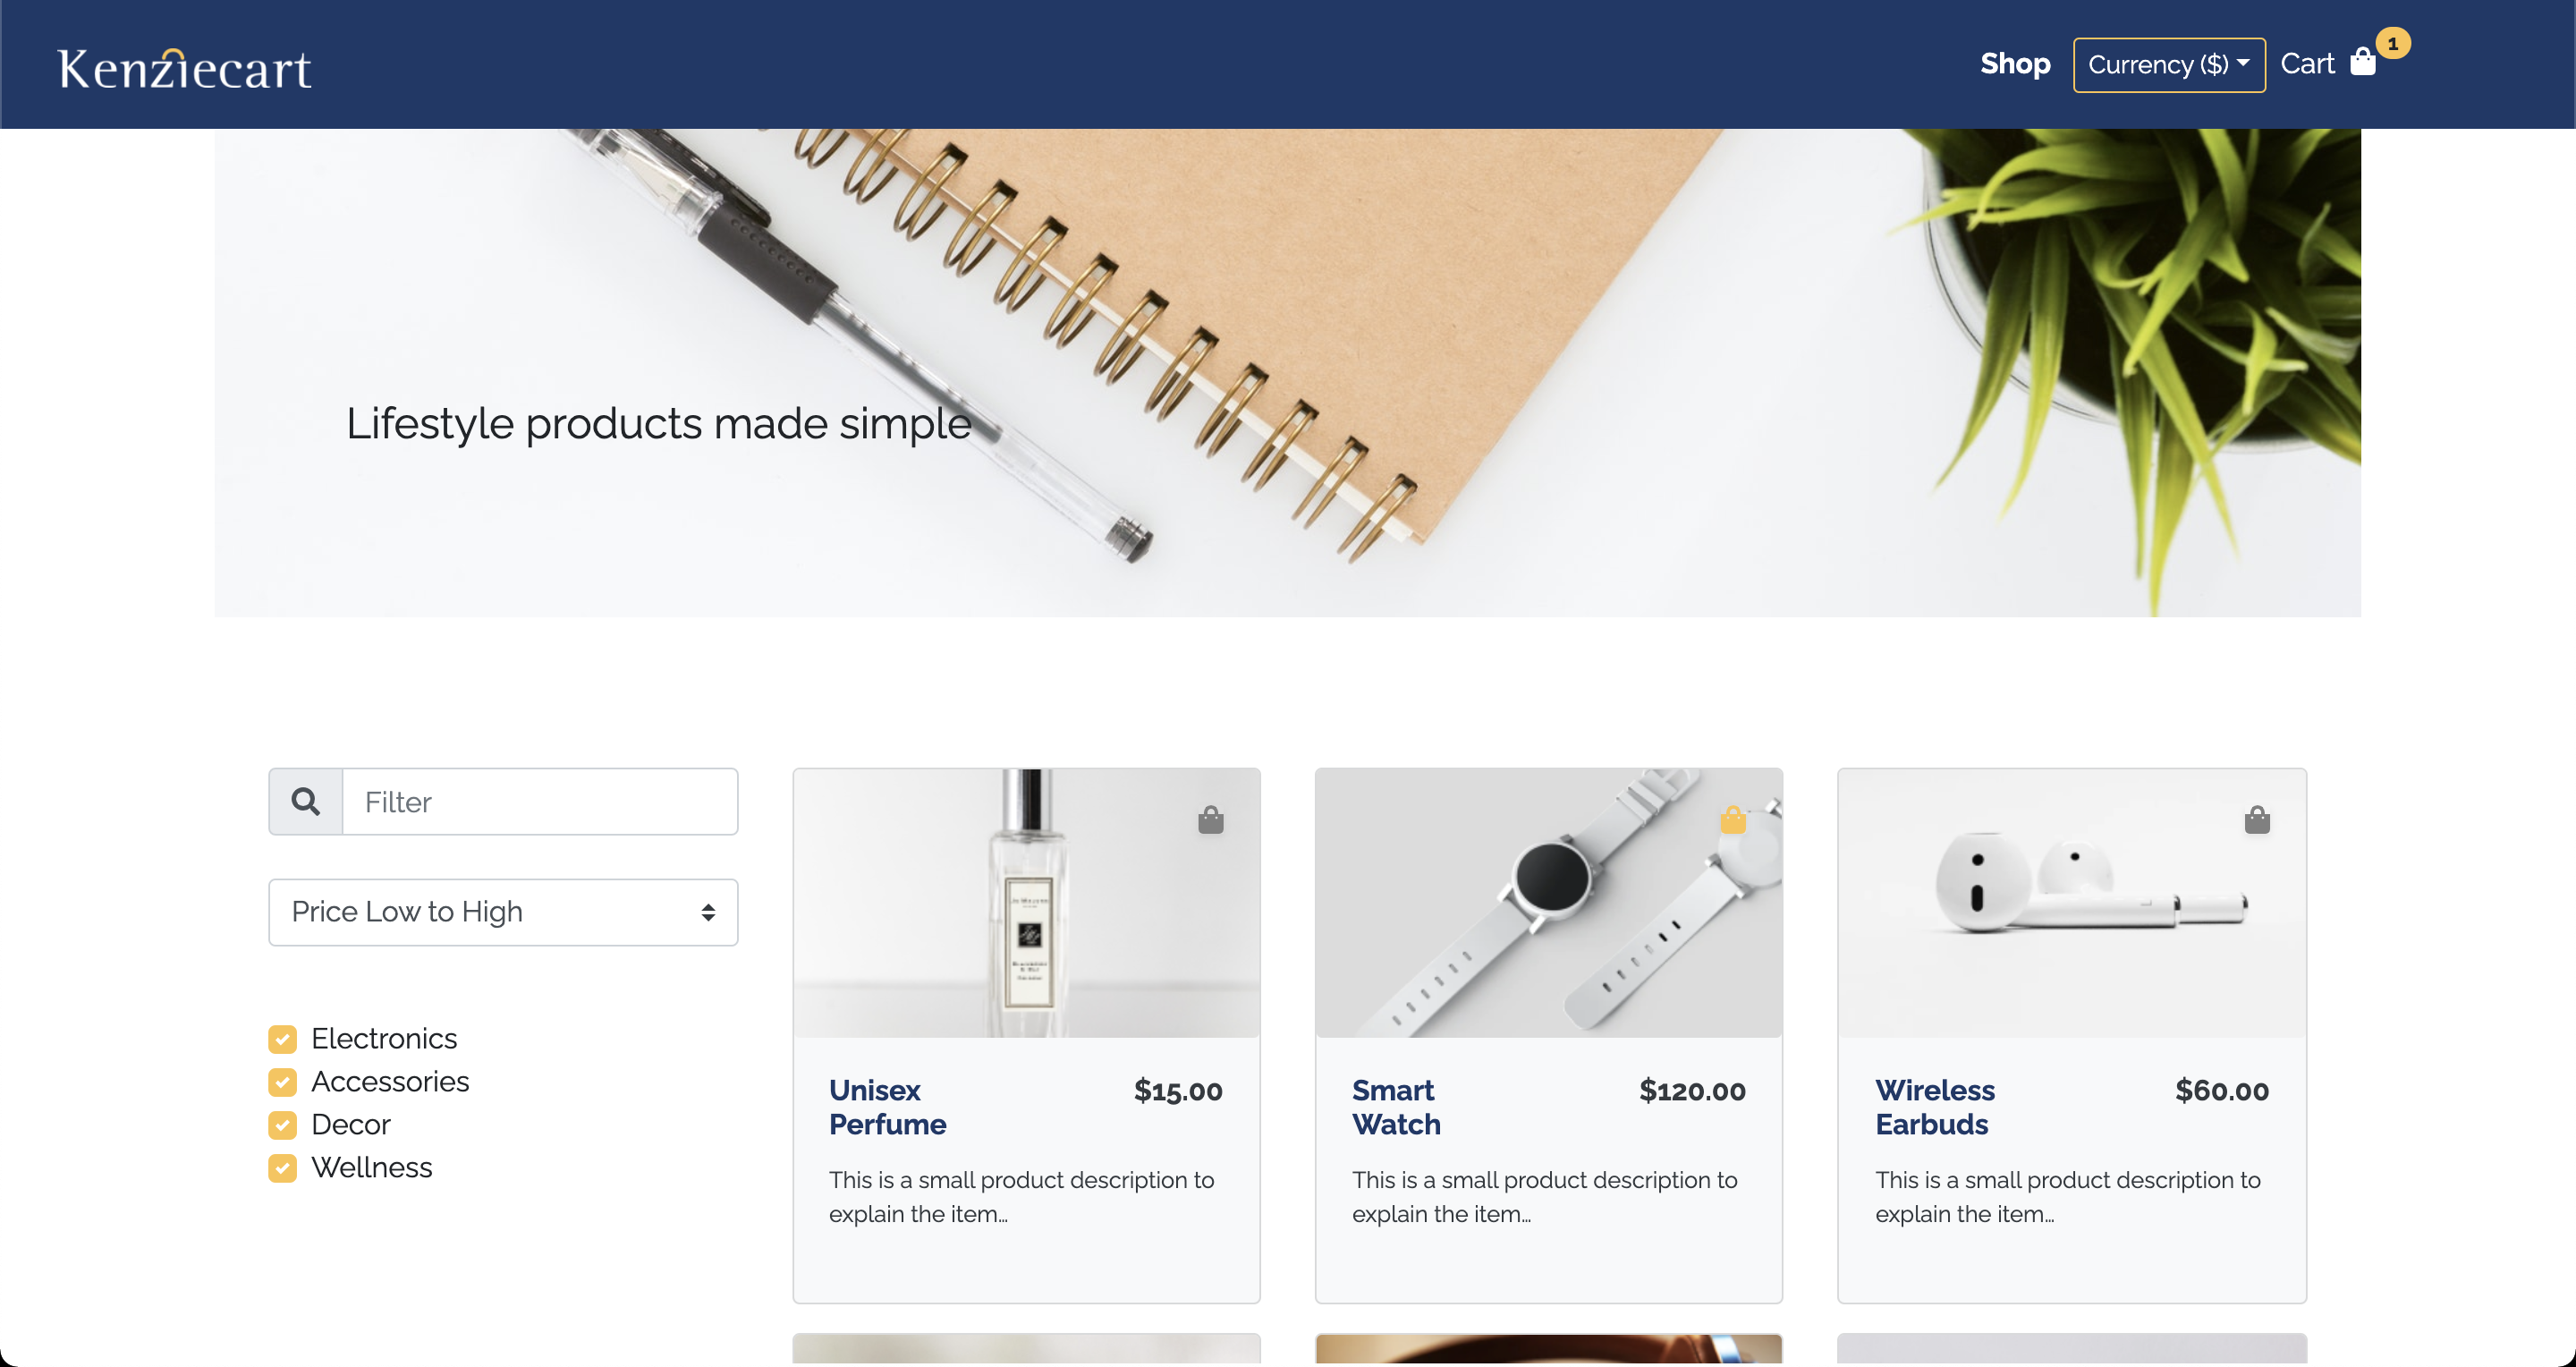 Kenziecart
Shop Currency ($) Cart 1
Lifestyle products made simple
Filter
Price Low to High
Electronics
Accessories
Decor
Wellness
Unisex
Perfume
$15.00
This is a small product description to
explain the item...
Smart
Watch
$120.00
This is a small product description to
explain the item...
Wireless
Earbuds
$60.00
This is a small product description to
explain the item...